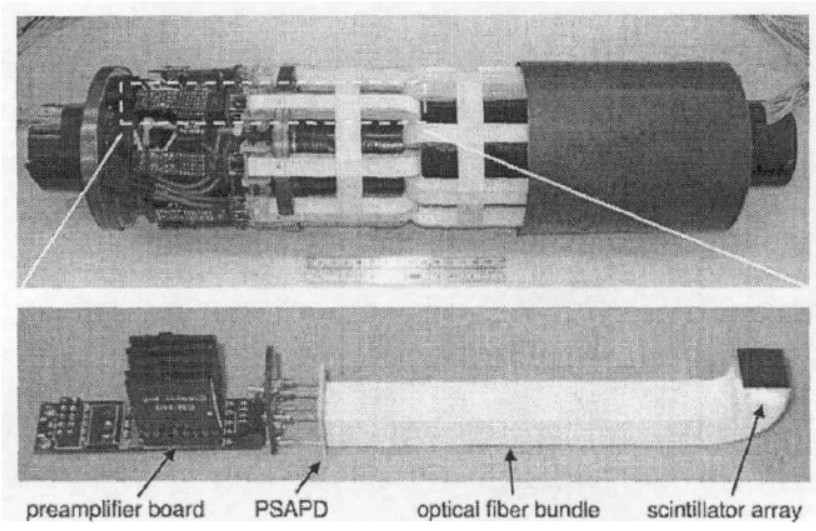 preamplifier board PSAPD optical fiber bundle scintillator array